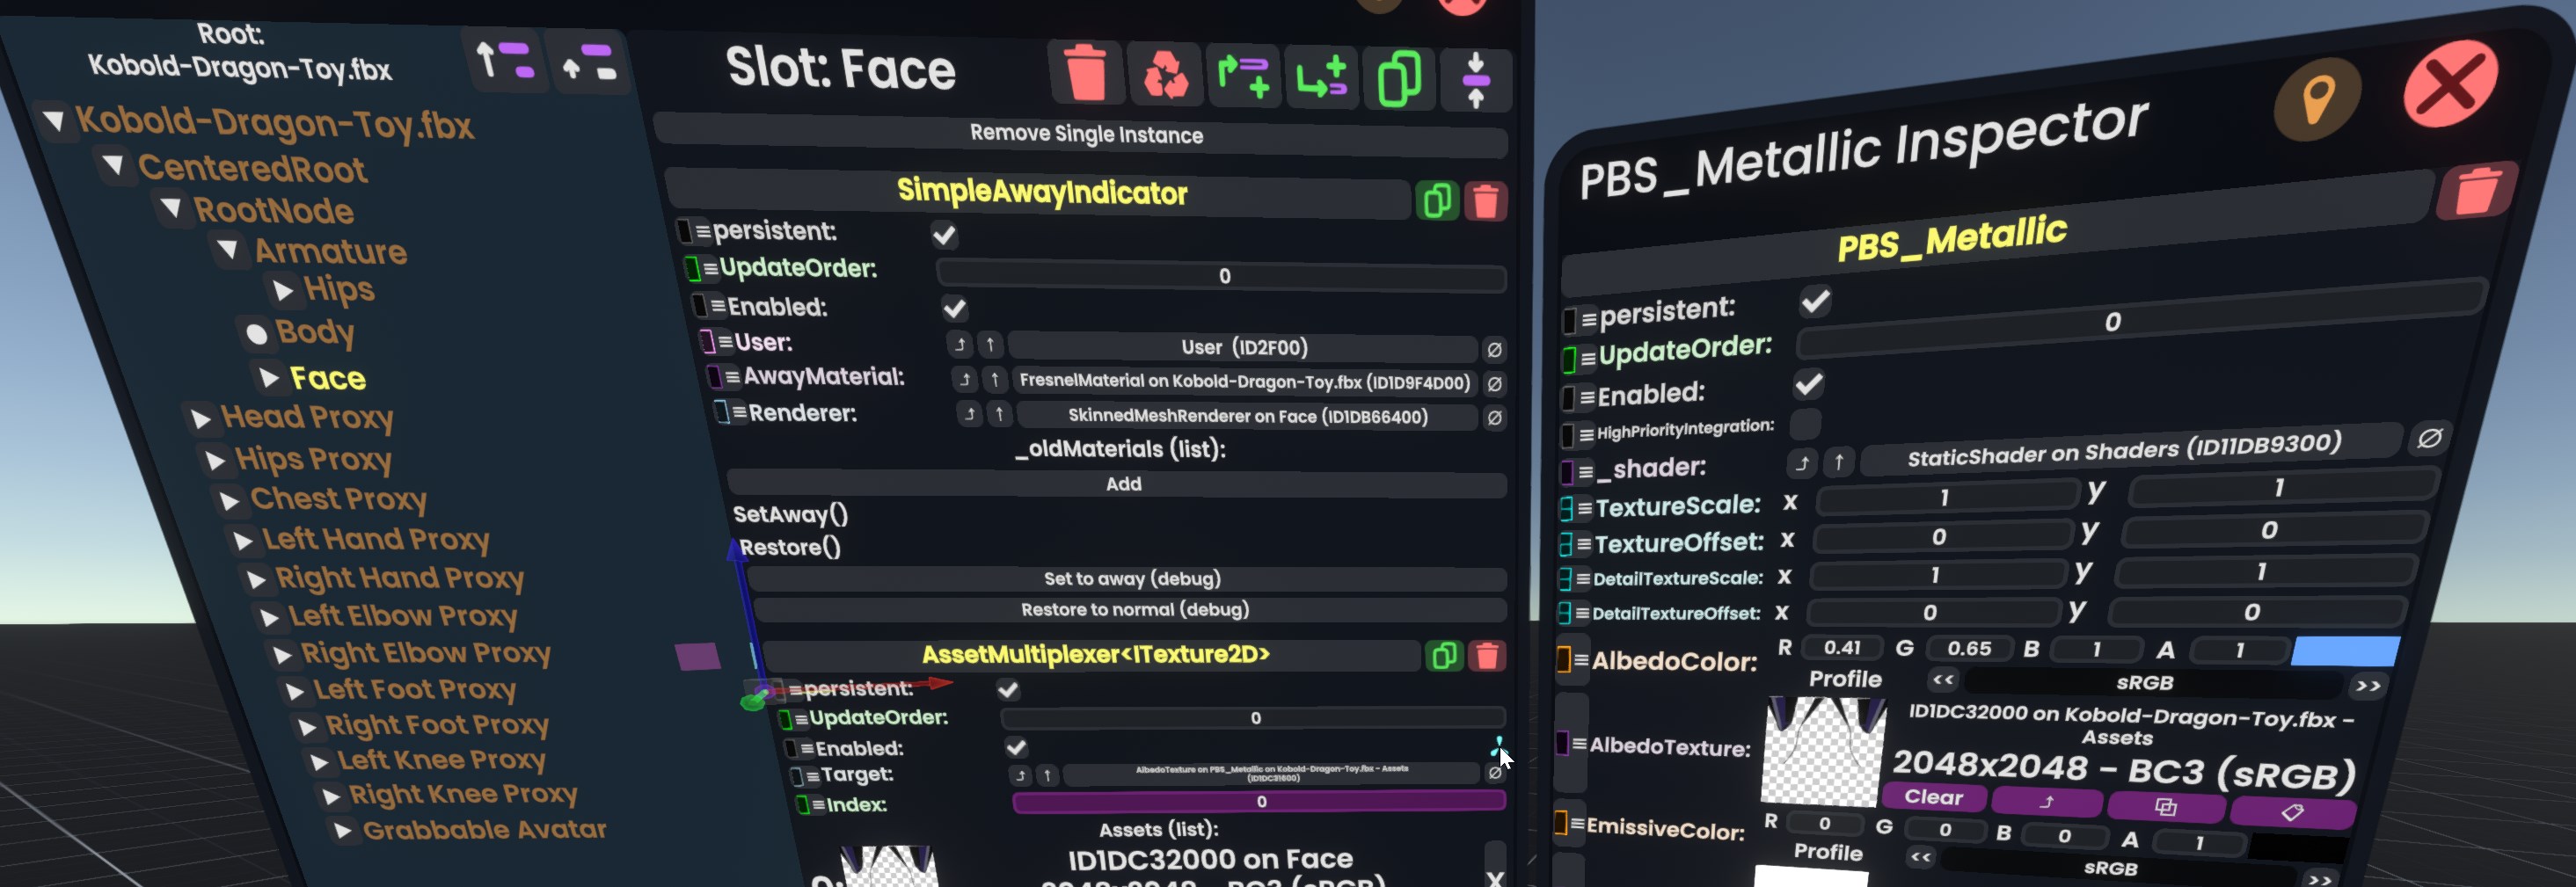 Root:
Kobold-Dragon-Toy.fbx
Kobold-Dragon-Toy.fbx
CenteredRoot
RootNode
Armature
Hips
Body
Face
Head Proxy
Hips Proxy
Chest Proxy
Left Hand Proxy
Right Hand Proxy
Left Elbow Proxy
Right Elbow Proxy
Left Foot Proxy
Right Foot Proxy
Left Knee Proxy
Right Knee Proxy
Grabbable Avatar
Slot: Face
Remove Single Instance
SimpleAwayIndicator
persistent:
UpdateOrder: 0
Enabled:
User: User (ID2F00)
AwayMaterial: FresnelMaterial on Kobold-Dragon-Toy.fbx (ID1D9F4D00)
Renderer: SkinnedMeshRenderer on Face (ID1DB66400)
_oldMaterials (list):
Add
SetAway()
Restore()
Set to away (debug)
Restore to normal (debug)
AssetMultiplexer<ITexture2D>
persistent:
UpdateOrder: 0
Enabled:
Target: AlbedoTexture on PBS_Metallic on Kobold-Dragon-Toy.fbx - Assets
(ID1DC31600)
Index: 0
Assets (list):
ID1DC32000 on Face
0: 2048x2048 - BC3 (sRGB) X
PBS_Metallic Inspector
PBS_Metallic
persistent:
UpdateOrder: 0
Enabled:
HighPriorityIntegration:
_shader: StaticShader on Shaders (ID11DB9300)
TextureScale: x 1 y 1
TextureOffset: x 0 y 0
DetailTextureScale: x 1 y 1
DetailTextureOffset: x 0 y 0
AlbedoColor: R 0.41 G 0.65 B 1 A 1
Profile << sRGB >>
AlbedoTexture: ID1DC32000 on Kobold-Dragon-Toy.fbx -
Assets
2048x2048 - BC3 (sRGB)
Clear
EmissiveColor: R 0 G 0 B 0 A 1
Profile << sRGB >>